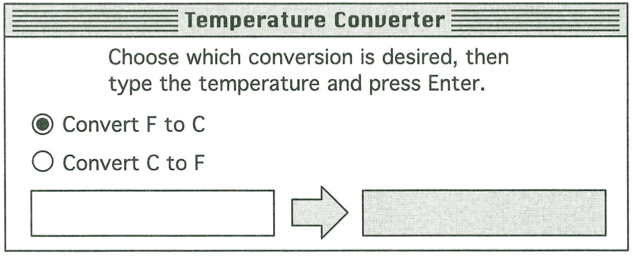 Temperature Converter
Choose which conversion is desired, then
type the temperature and press Enter.
Convert F to C
Convert C to F